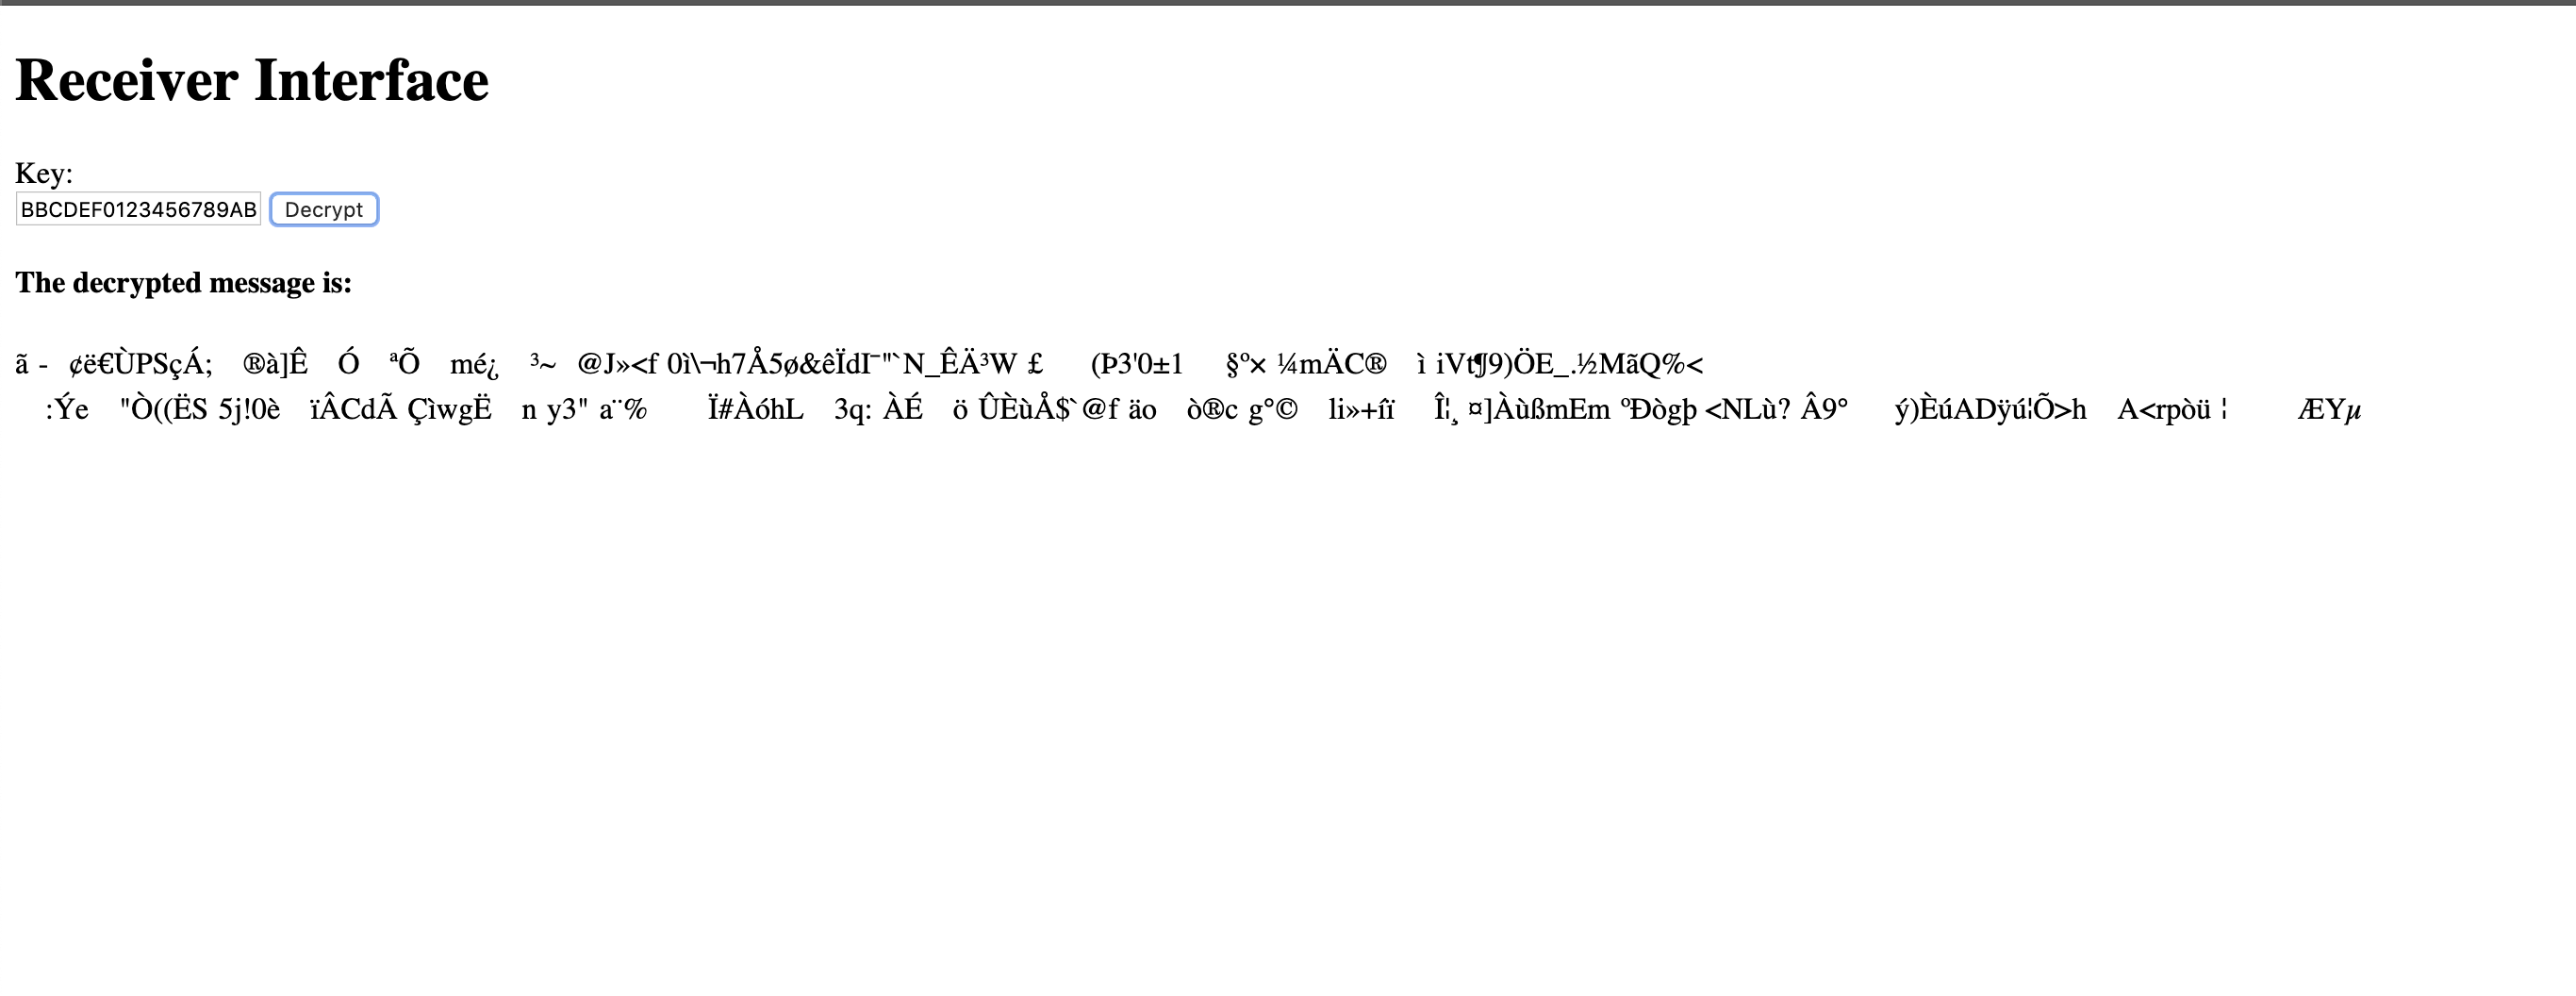 Receiver Interface
Key:
BBCDEF0123456789AB Decrypt
The decrypted message is:
ã - ¢ë€ÙPSçÁ; ®à]Ê Ó ªÕ mé¿ ³~ @J»<f 0ì\¬h7Å5ø&êÏdI¯"`N_ÊÄ³W £ (Þ3'0±1 §º× ¼mÄC® ì iVt¶9)ÖE_.½MãQ%<
:Ýe "Ò((ËS 5j!0è ïÂCdÃ ÇìwgË n y3" a¨% Ï#ÀóhL 3q: ÀÉ ö ÛÈùÅ$`@f äo ò®c g°© li»+íï Î¦¸ ¤]ÀùßmEm ºÐògþ <NLù? Â9° ý)ÈúADÿú¦Õ>h A<rpòü ¦ ÆYµ